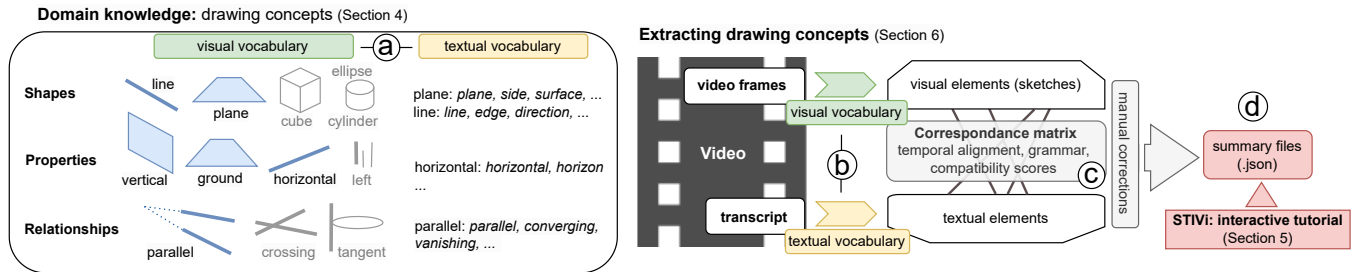 Domain knowledge: drawing concepts (Section 4)
visual vocabulary
a
textual vocabulary
Shapes
line
plane
cube
ellipse
cylinder
plane: plane, side, surface, ...
line: line, edge, direction, ...
Properties
vertical
ground
horizontal
left
horizontal: horizontal, horizon
...
Relationships
parallel
crossing
tangent
parallel: parallel, converging,
vanishing, ...
Extracting drawing concepts (Section 6)
video frames
visual vocabulary
visual elements (sketches)
Video
b
Correspondance matrix
temporal alignment, grammar,
compatibility scores
c
transcript
textual vocabulary
textual elements
manual corrections
d
summary files
(.json)
STIVi: interactive tutorial
(Section 5)